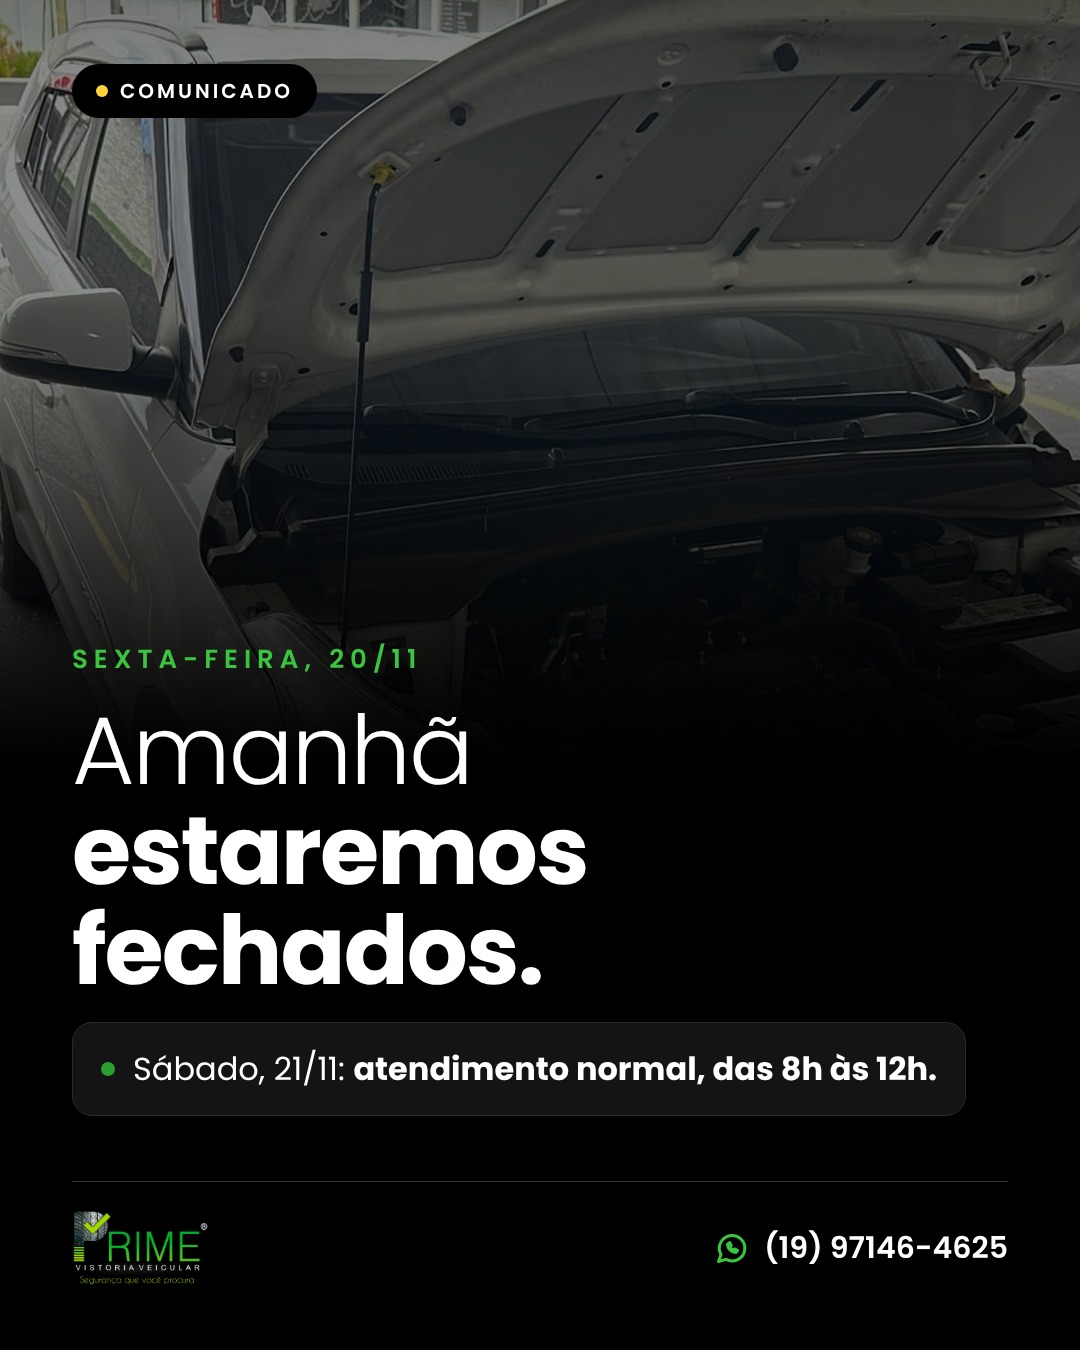 COMUNICADO
SEXTA-FEIRA, 20/11
Amanhã
estaremos
fechados.
Sábado, 21/11: atendimento normal, das 8h às 12h.
PRIME®
VISTORIA VEICULAR
Segurança que você procura
(19) 97146-4625